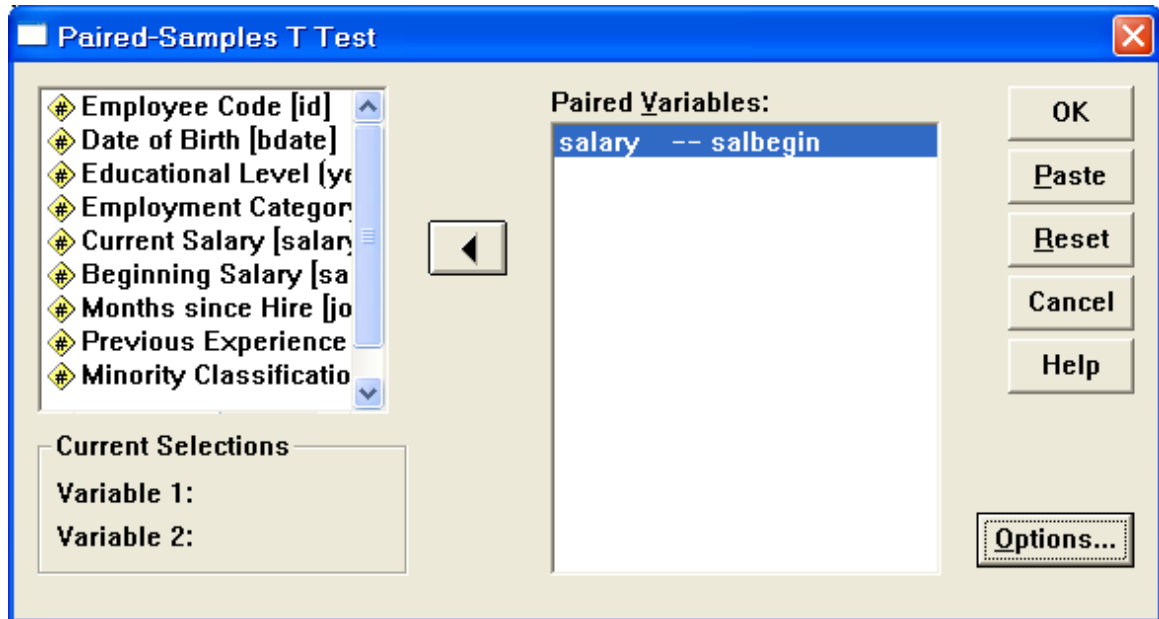 Paired-Samples T Test
Employee Code [id]
Date of Birth [bdate]
Educational Level (ye
Employment Category
Current Salary [salary
Beginning Salary [sa
Months since Hire [jo
Previous Experience
Minority Classificatio
Current Selections
Variable 1:
Variable 2:
Paired Variables:
salary -- salbegin
OK
Paste
Reset
Cancel
Help
Options...